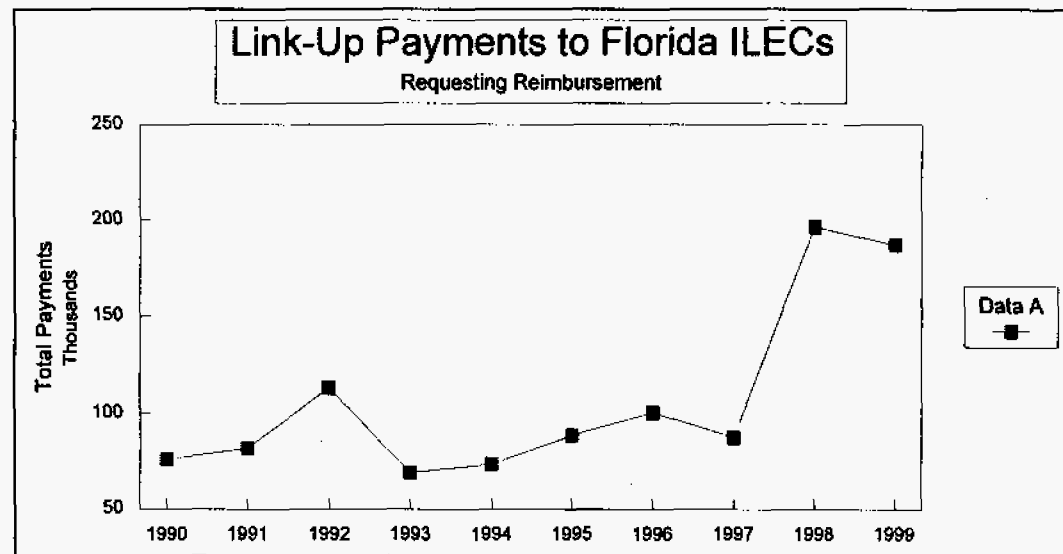 Link-Up Payments to Florida ILECs
Requesting Reimbursement
250
200
150
100
50
Total Payments
Thousands
1990 1991 1992 1993 1994 1995 1996 1997 1998 1999
Data A